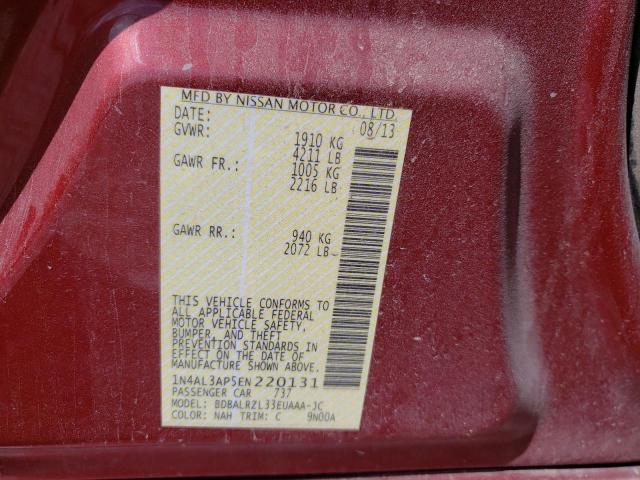 MFD BY NISSAN MOTOR CO., LTD.
DATE: 08/13
GVWR: 1910 KG
4211 LB
GAWR FR.: 1005 KG
2216 LB
GAWR RR.: 940 KG
2072 LB
THIS VEHICLE CONFORMS TO
ALL APPLICABLE FEDERAL
MOTOR VEHICLE SAFETY,
BUMPER, AND THEFT
PREVENTION STANDARDS IN
EFFECT ON THE DATE OF
MANUFACTURE SHOWN ABOVE.
1N4AL3AP5EN220131
PASSENGER CAR 737
MODEL: BDBALRZL33EUAAA-JC
COLOR: NAH TRIM: C 9N00A